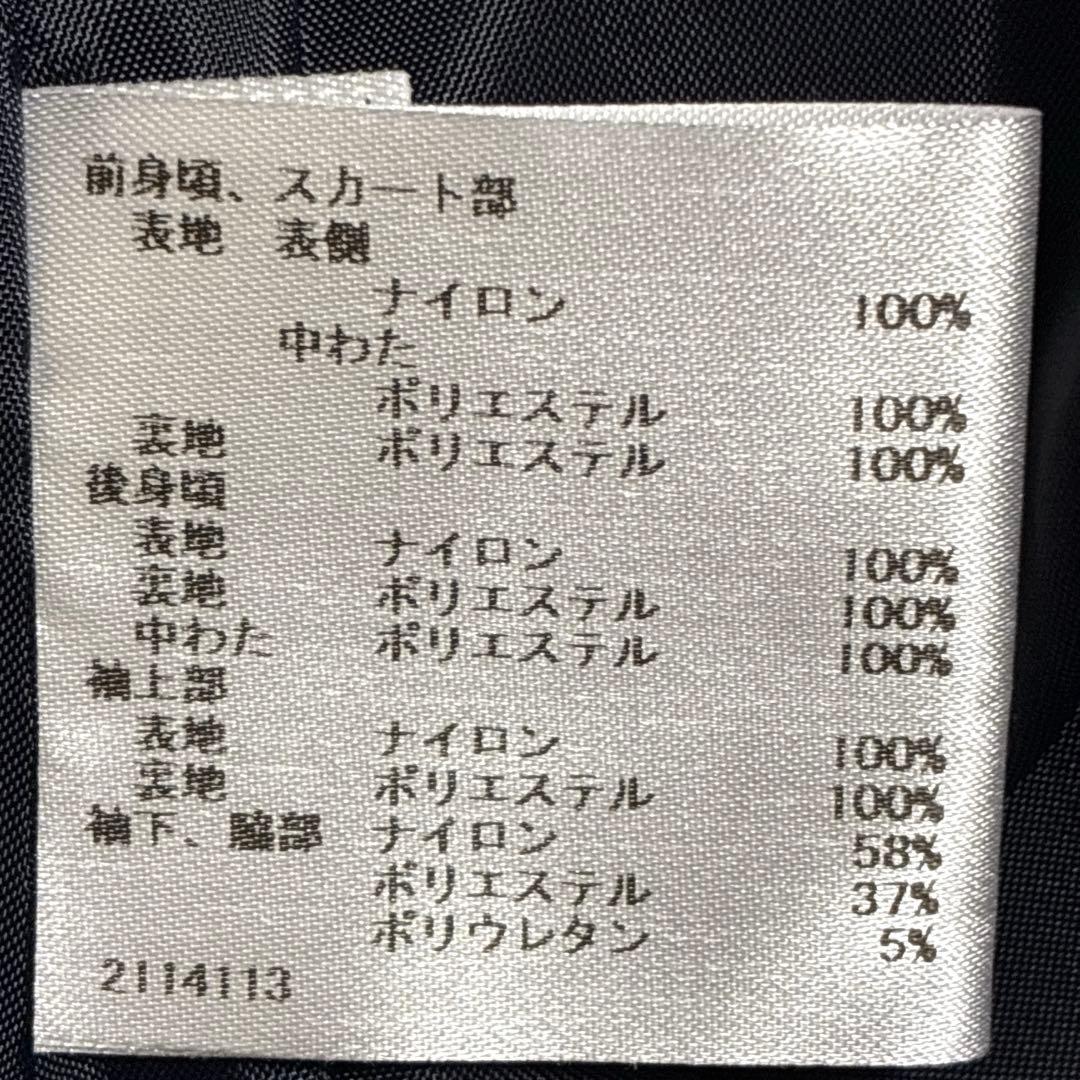 前身頃、スカート部
表地 表側
ナイロン 100%
中わた
ポリエステル 100%
裏地 ポリエステル 100%
後身頃
表地 ナイロン 100%
裏地 ポリエステル 100%
中わた ポリエステル 100%
袖上部
表地 ナイロン 100%
裏地 ポリエステル 100%
袖下、脇部 ナイロン 58%
ポリエステル 37%
ポリウレタン 5%
2114113